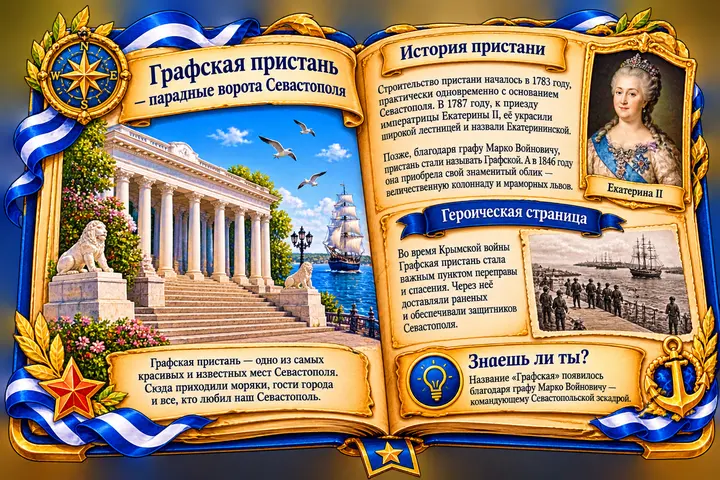 N
E
S
W
Графская пристань
— парадные ворота Севастополя
Графская пристань — одно из самых
красивых и известных мест Севастополя.
Сюда приходили моряки, гости города
и все, кто любил наш Севастополь.
История пристани
Строительство пристани началось в 1783 году,
практически одновременно с основанием
Севастополя. В 1787 году, к приезду
императрицы Екатерины II, её украсили
широкой лестницей и назвали Екатерининской.
Позже, благодаря графу Марко Войновичу,
пристань стали называть Графской. А в 1846 году
она приобрела свой знаменитый облик —
величественную колоннаду и мраморных львов.
Екатерина II
Героическая страница
Во время Крымской войны
Графская пристань стала
важным пунктом переправы
и спасения. Через неё
доставляли раненых
и обеспечивали защитников
Севастополя.
Знаешь ли ты?
Название «Графская» появилось
благодаря графу Марко Войновичу —
командующему Севастопольской эскадрой.